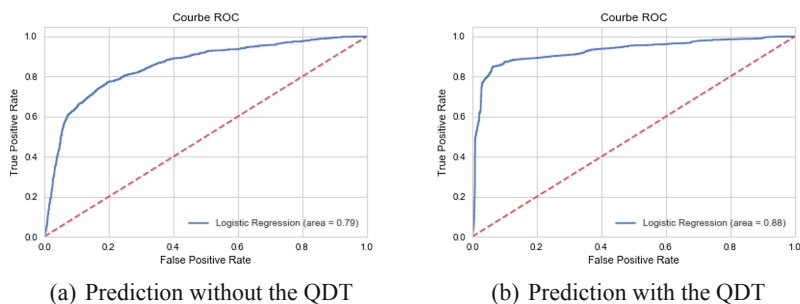 Courbe ROC
1.0
0.8
0.6
0.4
0.2
0.0
True Positive Rate
Logistic Regression (area = 0.79)
0.0 0.2 0.4 0.6 0.8 1.0
False Positive Rate
(a) Prediction without the QDT
Courbe ROC
1.0
0.8
0.6
0.4
0.2
0.0
True Positive Rate
Logistic Regression (area = 0.88)
0.0 0.2 0.4 0.6 0.8 1.0
False Positive Rate
(b) Prediction with the QDT